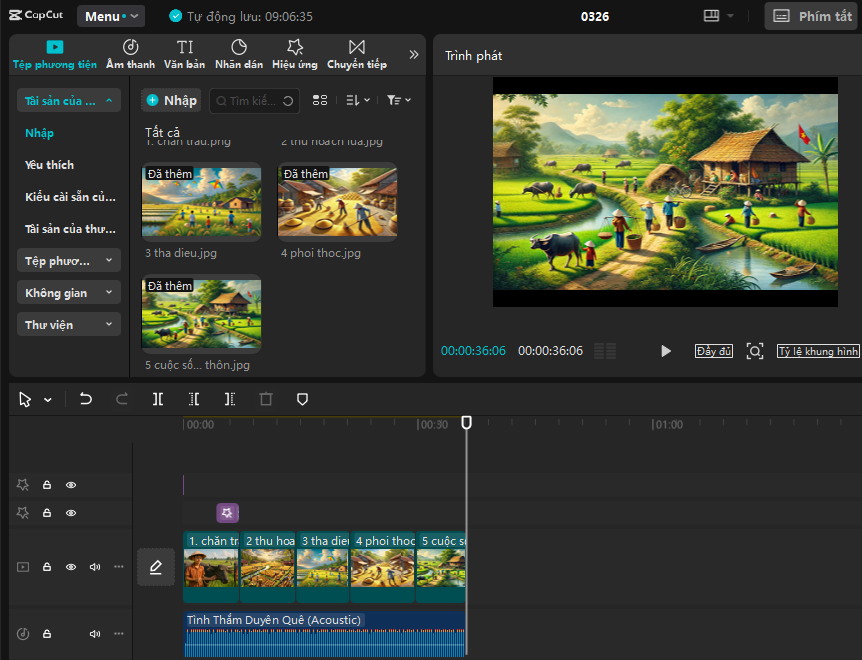 CapCut
Menu
Tự động lưu: 09:06:35
0326
Phím tắt
Tệp phương tiện
Âm thanh
Văn bản
Nhãn dán
Hiệu ứng
Chuyển tiếp
Trình phát
Tài sản của ...
Nhập
Yêu thích
Kiểu cài sẵn củ...
Tài sản của thư...
Tệp phươ...
Không gian
Thư viện
Nhập
Tìm kiế...
Tất cả
1. chăn trâu.png
2 thu hoạch lúa.jpg
Đã thêm
3 tha dieu.jpg
Đã thêm
4 phoi thoc.jpg
Đã thêm
5 cuộc số... thôn.jpg
00:00:36:06
00:00:36:06
Đầy đủ
Tỷ lệ khung hình
00:00
00:30
01:00
1. chăn tr
2 thu hoạ
3 tha dieu
4 phoi thoc
5 cuộc số
Tình Thắm Duyên Quê (Acoustic)